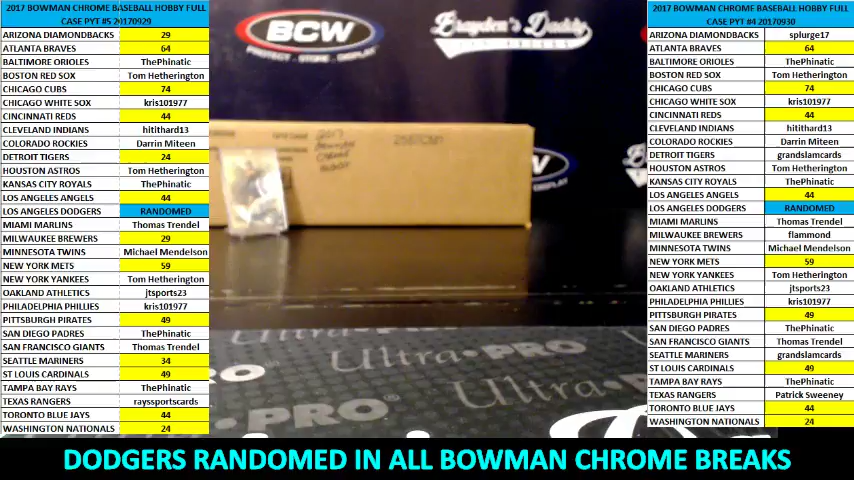 2017 BOWMAN CHROME BASEBALL HOBBY FULL
CASE PYT #5 20170929
ARIZONA DIAMONDBACKS 29
ATLANTA BRAVES 64
BALTIMORE ORIOLES ThePhinatic
BOSTON RED SOX Tom Hetherington
CHICAGO CUBS 74
CHICAGO WHITE SOX kris101977
CINCINNATI REDS 44
CLEVELAND INDIANS hitithard13
COLORADO ROCKIES Darrin Miteen
DETROIT TIGERS 24
HOUSTON ASTROS Tom Hetherington
KANSAS CITY ROYALS ThePhinatic
LOS ANGELES ANGELS 44
LOS ANGELES DODGERS RANDOMED
MIAMI MARLINS Thomas Trendel
MILWAUKEE BREWERS 29
MINNESOTA TWINS Michael Mendelson
NEW YORK METS 59
NEW YORK YANKEES Tom Hetherington
OAKLAND ATHLETICS jtsports23
PHILADELPHIA PHILLIES kris101977
PITTSBURGH PIRATES 49
SAN DIEGO PADRES ThePhinatic
SAN FRANCISCO GIANTS Thomas Trendel
SEATTLE MARINERS 34
ST LOUIS CARDINALS 49
TAMPA BAY RAYS ThePhinatic
TEXAS RANGERS rayssportscards
TORONTO BLUE JAYS 44
WASHINGTON NATIONALS 24
BCW
PROTECT · STORE · DISPLAY
Brayden's Daddy
Ultra·PRO
2017 BOWMAN CHROME BASEBALL HOBBY FULL
CASE PYT #4 20170930
ARIZONA DIAMONDBACKS splurge17
ATLANTA BRAVES 64
BALTIMORE ORIOLES ThePhinatic
BOSTON RED SOX Tom Hetherington
CHICAGO CUBS 74
CHICAGO WHITE SOX kris101977
CINCINNATI REDS 44
CLEVELAND INDIANS hitithard13
COLORADO ROCKIES Darrin Miteen
DETROIT TIGERS grandslamcards
HOUSTON ASTROS Tom Hetherington
KANSAS CITY ROYALS ThePhinatic
LOS ANGELES ANGELS 44
LOS ANGELES DODGERS RANDOMED
MIAMI MARLINS Thomas Trendel
MILWAUKEE BREWERS flammond
MINNESOTA TWINS Michael Mendelson
NEW YORK METS 59
NEW YORK YANKEES Tom Hetherington
OAKLAND ATHLETICS jtsports23
PHILADELPHIA PHILLIES kris101977
PITTSBURGH PIRATES 49
SAN DIEGO PADRES ThePhinatic
SAN FRANCISCO GIANTS Thomas Trendel
SEATTLE MARINERS grandslamcards
ST LOUIS CARDINALS 49
TAMPA BAY RAYS ThePhinatic
TEXAS RANGERS Patrick Sweeney
TORONTO BLUE JAYS 44
WASHINGTON NATIONALS 24
DODGERS RANDOMED IN ALL BOWMAN CHROME BREAKS